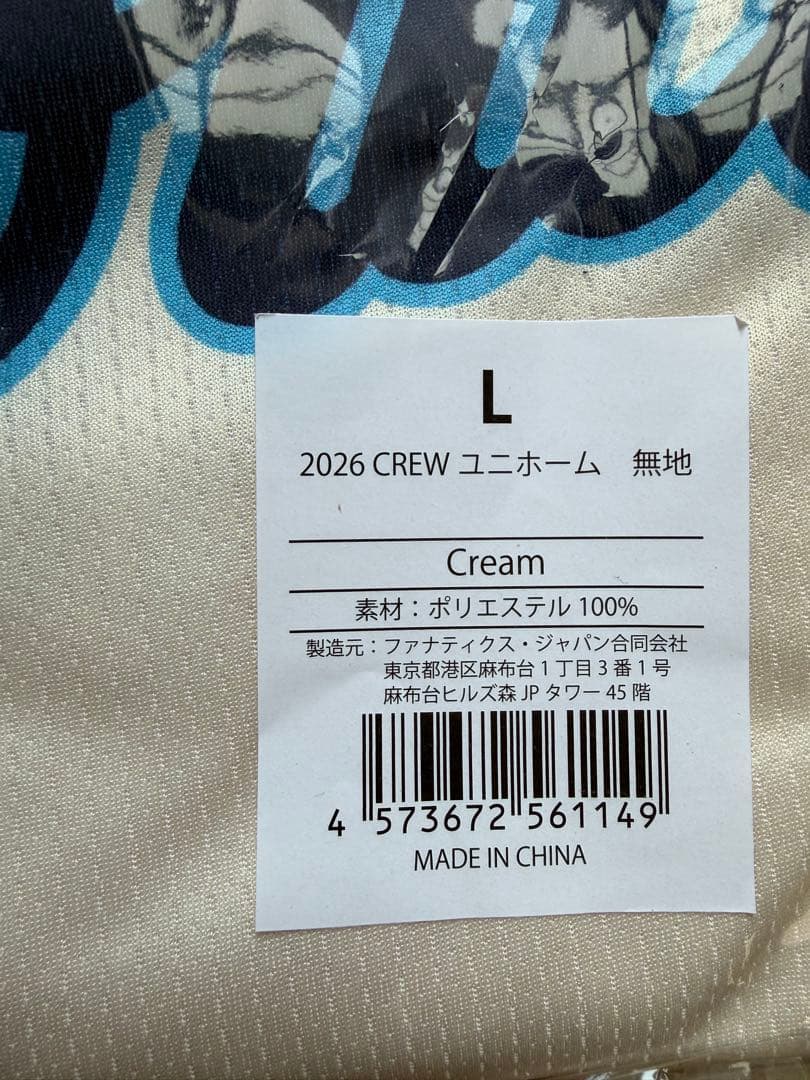 L
2026 CREW ユニホーム　無地
Cream
素材：ポリエステル 100%
製造元：ファナティクス・ジャパン合同会社
東京都港区麻布台 1 丁目 3 番 1 号
麻布台ヒルズ森 JP タワー 45 階
4 573672 561149
MADE IN CHINA